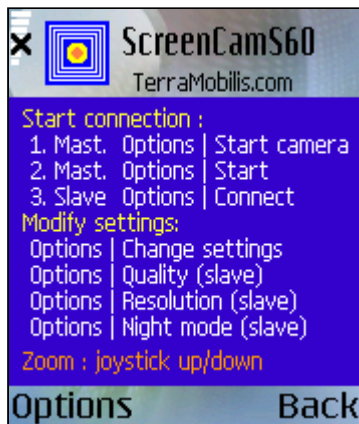 ScreenCamS60
TerraMobilis.com
Start connection :
1. Mast. Options | Start camera
2. Mast. Options | Start
3. Slave Options | Connect
Modify settings:
Options | Change settings
Options | Quality (slave)
Options | Resolution (slave)
Options | Night mode (slave)
Zoom : joystick up/down
Options Back